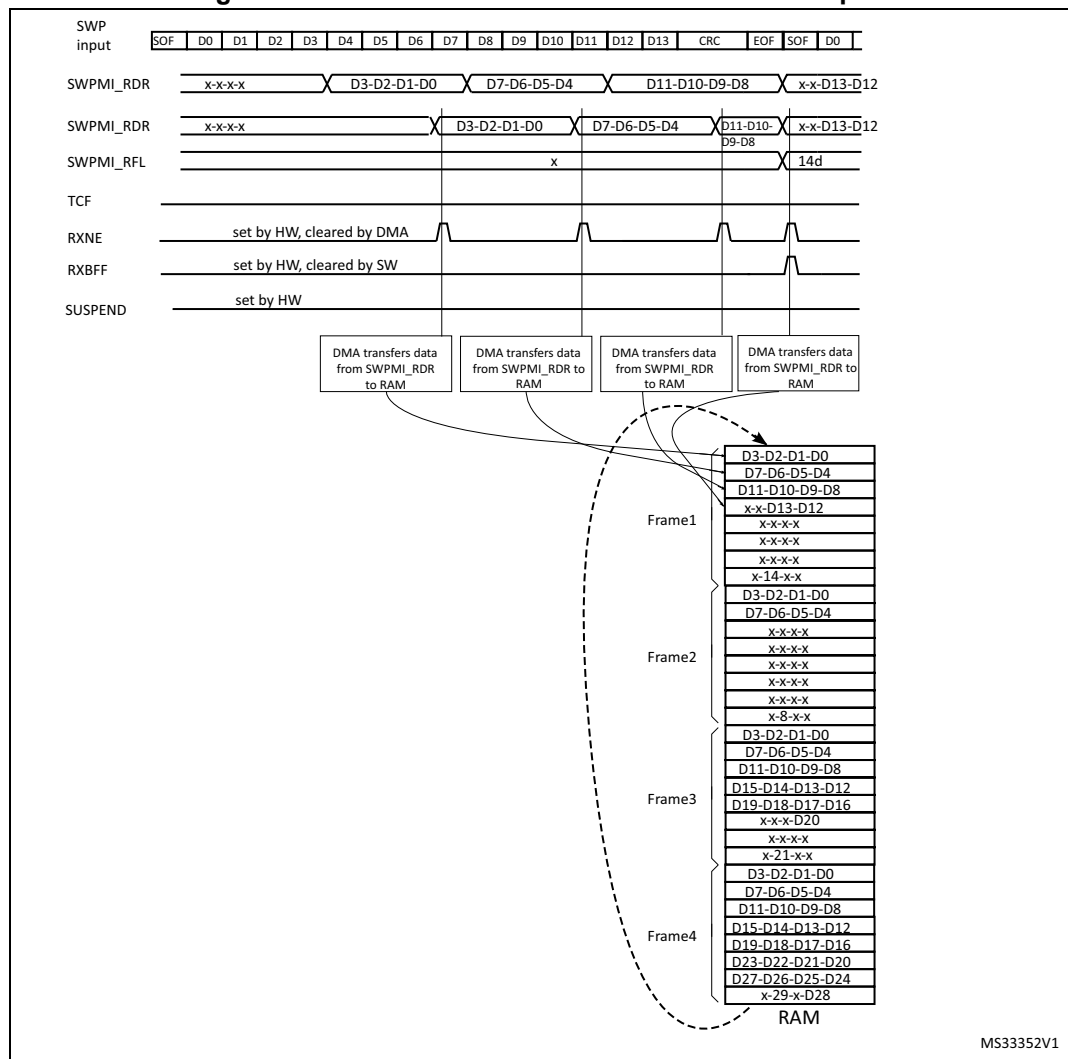 SWP
input
SOF D0 D1 D2 D3 D4 D5 D6 D7 D8 D9 D10 D11 D12 D13 CRC EOF SOF D0
SWPMI_RDR x-x-x-x D3-D2-D1-D0 D7-D6-D5-D4 D11-D10-D9-D8 x-x-D13-D12
SWPMI_RDR x-x-x-x D3-D2-D1-D0 D7-D6-D5-D4 D11-D10-
D9-D8
x-x-D13-D12
SWPMI_RFL x 14d
TCF
RXNE set by HW, cleared by DMA
RXBFF set by HW, cleared by SW
SUSPEND set by HW
DMA transfers data
from SWPMI_RDR
to RAM
DMA transfers data
from SWPMI_RDR to
RAM
DMA transfers data
from SWPMI_RDR
to RAM
DMA transfers data
from SWPMI_RDR to
RAM
Frame1
D3-D2-D1-D0
D7-D6-D5-D4
D11-D10-D9-D8
x-x-D13-D12
x-x-x-x
x-x-x-x
x-x-x-x
x-14-x-x
Frame2
D3-D2-D1-D0
D7-D6-D5-D4
x-x-x-x
x-x-x-x
x-x-x-x
x-x-x-x
x-x-x-x
x-8-x-x
Frame3
D3-D2-D1-D0
D7-D6-D5-D4
D11-D10-D9-D8
D15-D14-D13-D12
D19-D18-D17-D16
x-x-x-D20
x-x-x-x
x-21-x-x
Frame4
D3-D2-D1-D0
D7-D6-D5-D4
D11-D10-D9-D8
D15-D14-D13-D12
D19-D18-D17-D16
D23-D22-D21-D20
D27-D26-D25-D24
x-29-x-D28
RAM
MS33352V1